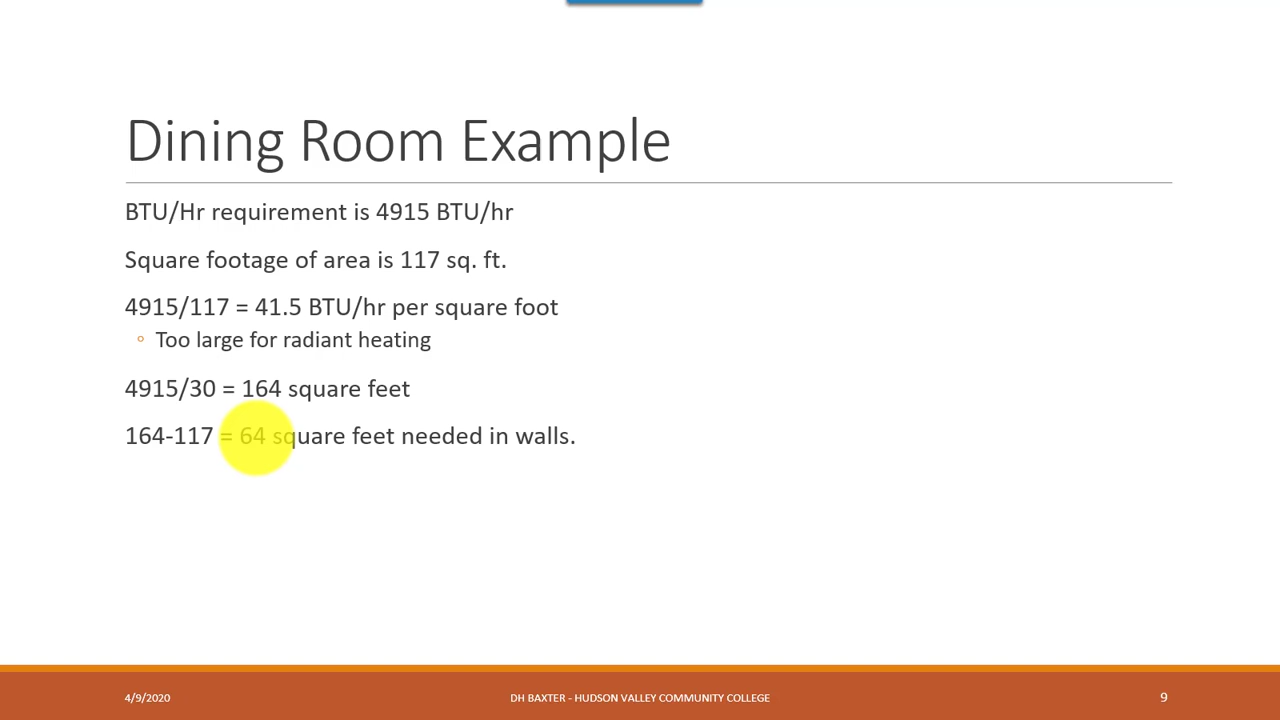 Dining Room Example
BTU/Hr requirement is 4915 BTU/hr
Square footage of area is 117 sq. ft.
4915/117 = 41.5 BTU/hr per square foot
◦ Too large for radiant heating
4915/30 = 164 square feet
164-117 = 64 square feet needed in walls.
4/9/2020
DH BAXTER - HUDSON VALLEY COMMUNITY COLLEGE
9